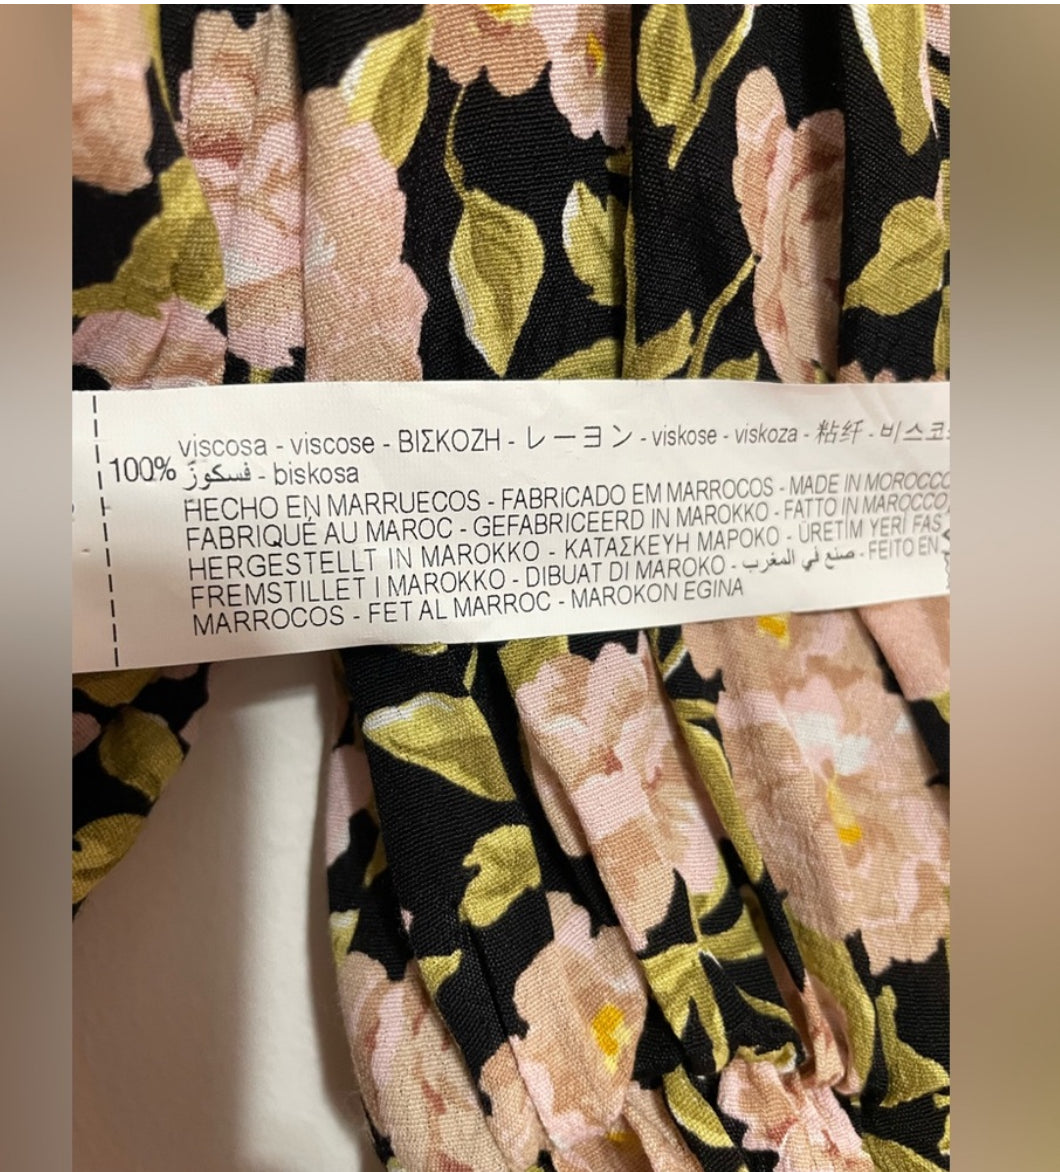 viscosa - viscose - ΒΙΣΚΟΖΗ - レーヨン - viskose - viskoza - 粘纤 - 비스코
100% فسكوز - biskosa
HECHO EN MARRUECOS - FABRICADO EM MARROCOS - MADE IN MOROCCO
FABRIQUÉ AU MAROC - GEFABRICEERD IN MAROKKO - FATTO IN MAROCCO
HERGESTELLT IN MAROKKO - ΚΑΤΑΣΚΕΥΗ ΜΑΡΟΚΟ - ÜRETİM YERİ FAS
FREMSTILLET I MAROKKO - DIBUAT DI MAROKO - صنع في المغرب - FEITO EN
MARROCOS - FET AL MARROC - MAROKON EGINA